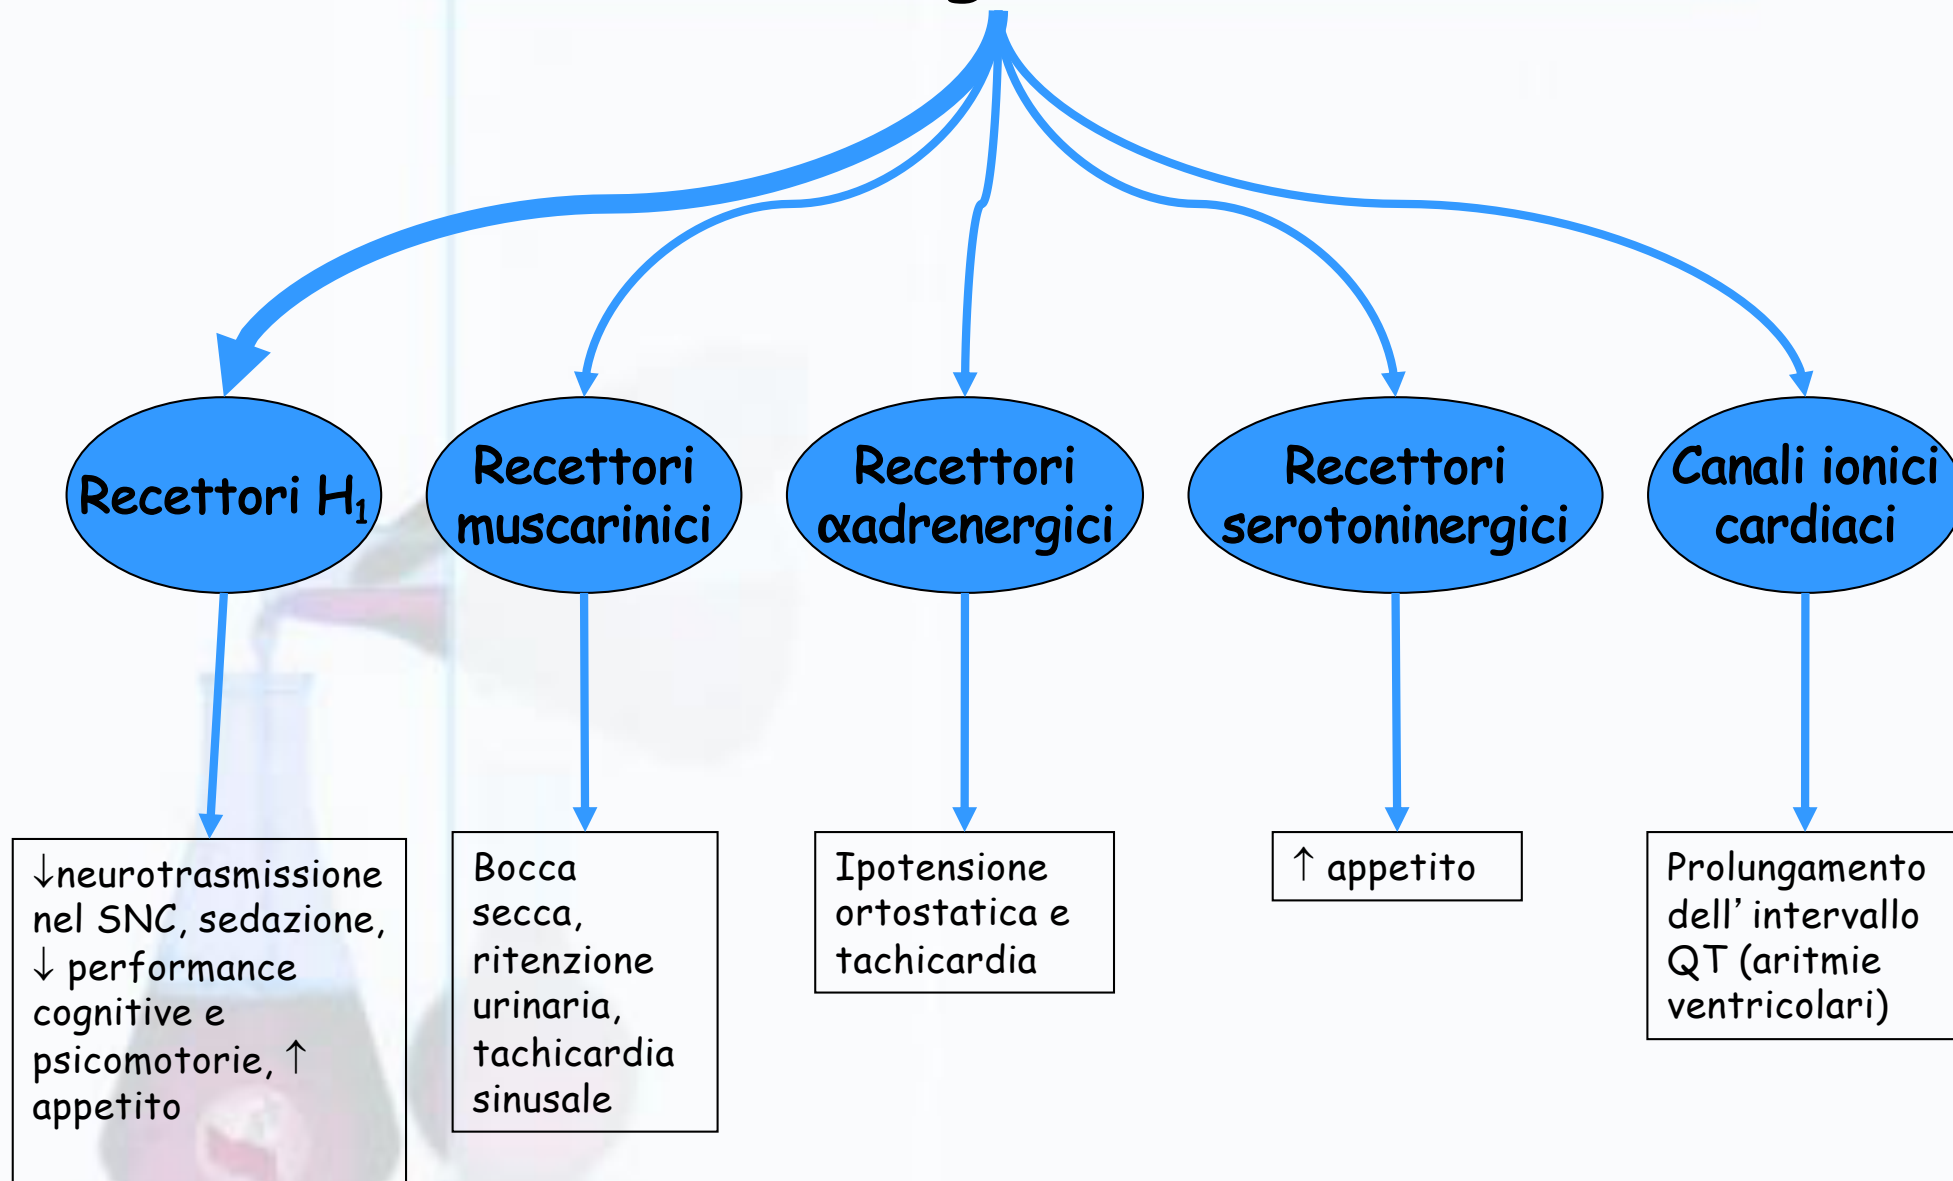 Recettori H₁
Recettori
muscarinici
Recettori
αadrenergici
Recettori
serotoninergici
Canali ionici
cardiaci
↓neurotrasmissione
nel SNC, sedazione,
↓ performance
cognitive e
psicomotorie, ↑
appetito
Bocca
secca,
ritenzione
urinaria,
tachicardia
sinusale
Ipotensione
ortostatica e
tachicardia
↑ appetito
Prolungamento
dell’ intervallo
QT (aritmie
ventricolari)